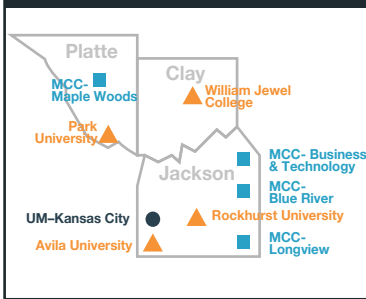 Platte
MCC-
Maple Woods
Clay
William Jewel
College
Park
University
Jackson
MCC- Business
& Technology
MCC-
Blue River
UM–Kansas City
Rockhurst University
Avila University
MCC-
Longview